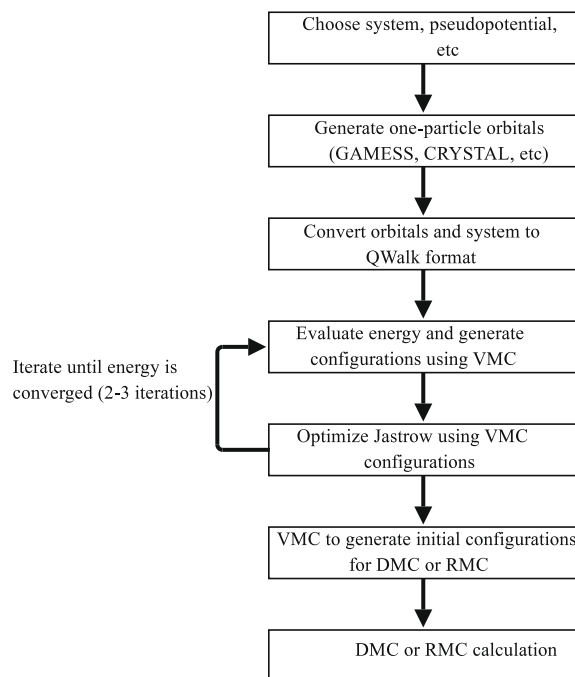 Choose system, pseudopotential,
etc
Generate one-particle orbitals
(GAMESS, CRYSTAL, etc)
Convert orbitals and system to
QWalk format
Evaluate energy and generate
configurations using VMC
Iterate until energy is
converged (2-3 iterations)
Optimize Jastrow using VMC
configurations
VMC to generate initial configurations
for DMC or RMC
DMC or RMC calculation